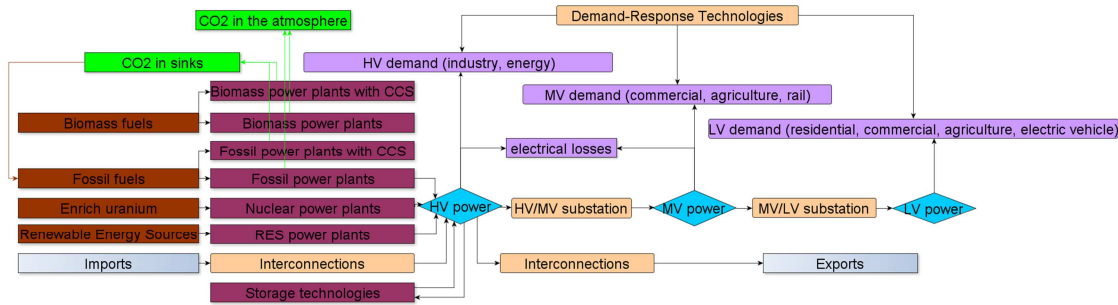 CO2 in the atmosphere
Demand-Response Technologies
CO2 in sinks
HV demand (industry, energy)
Biomass power plants with CCS
MV demand (commercial, agriculture, rail)
Biomass fuels
Biomass power plants
LV demand (residential, commercial, agriculture, electric vehicle)
Fossil power plants with CCS
electrical losses
Fossil fuels
Fossil power plants
Enrich uranium
Nuclear power plants
HV power
HV/MV substation
MV power
MV/LV substation
LV power
Renewable Energy Sources
RES power plants
Imports
Interconnections
Interconnections
Exports
Storage technologies